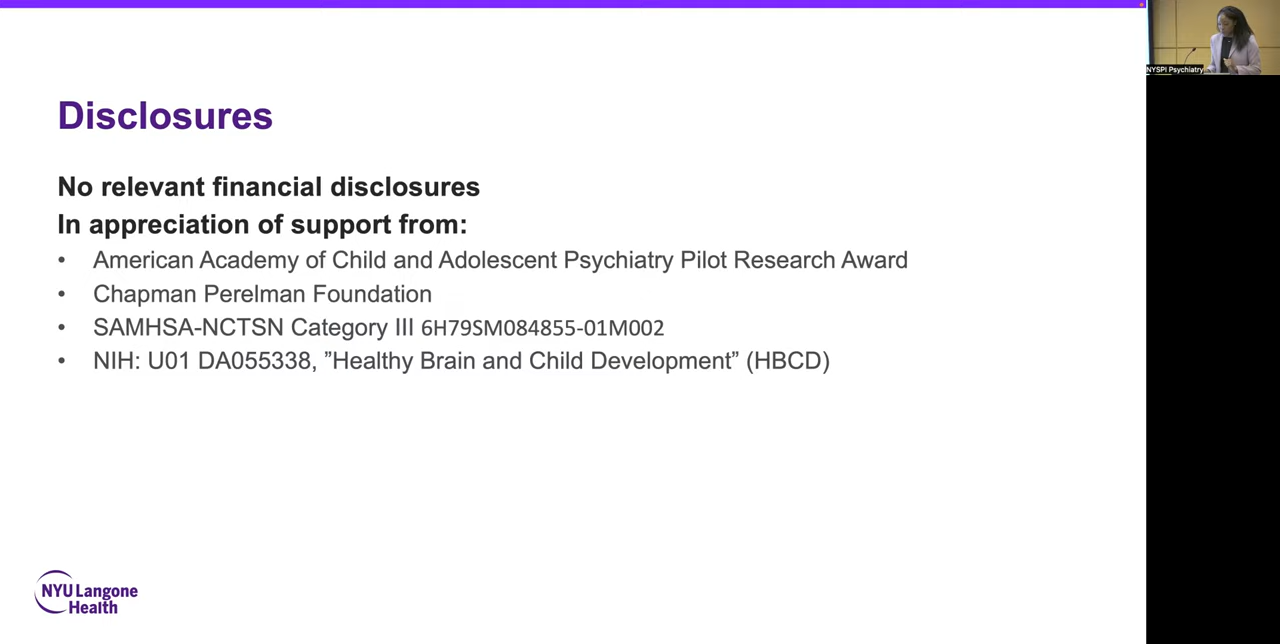 NYSPI Psychiatry
Disclosures
No relevant financial disclosures
In appreciation of support from:
• American Academy of Child and Adolescent Psychiatry Pilot Research Award
• Chapman Perelman Foundation
• SAMHSA-NCTSN Category III 6H79SM084855-01M002
• NIH: U01 DA055338, ”Healthy Brain and Child Development” (HBCD)
NYU Langone
Health